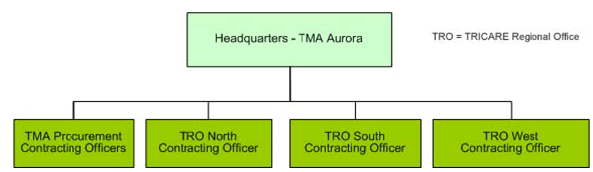 Headquarters - TMA Aurora
TRO = TRICARE Regional Office
TMA Procurement
Contracting Officers
TRO North
Contracting Officer
TRO South
Contracting Officer
TRO West
Contracting Officer